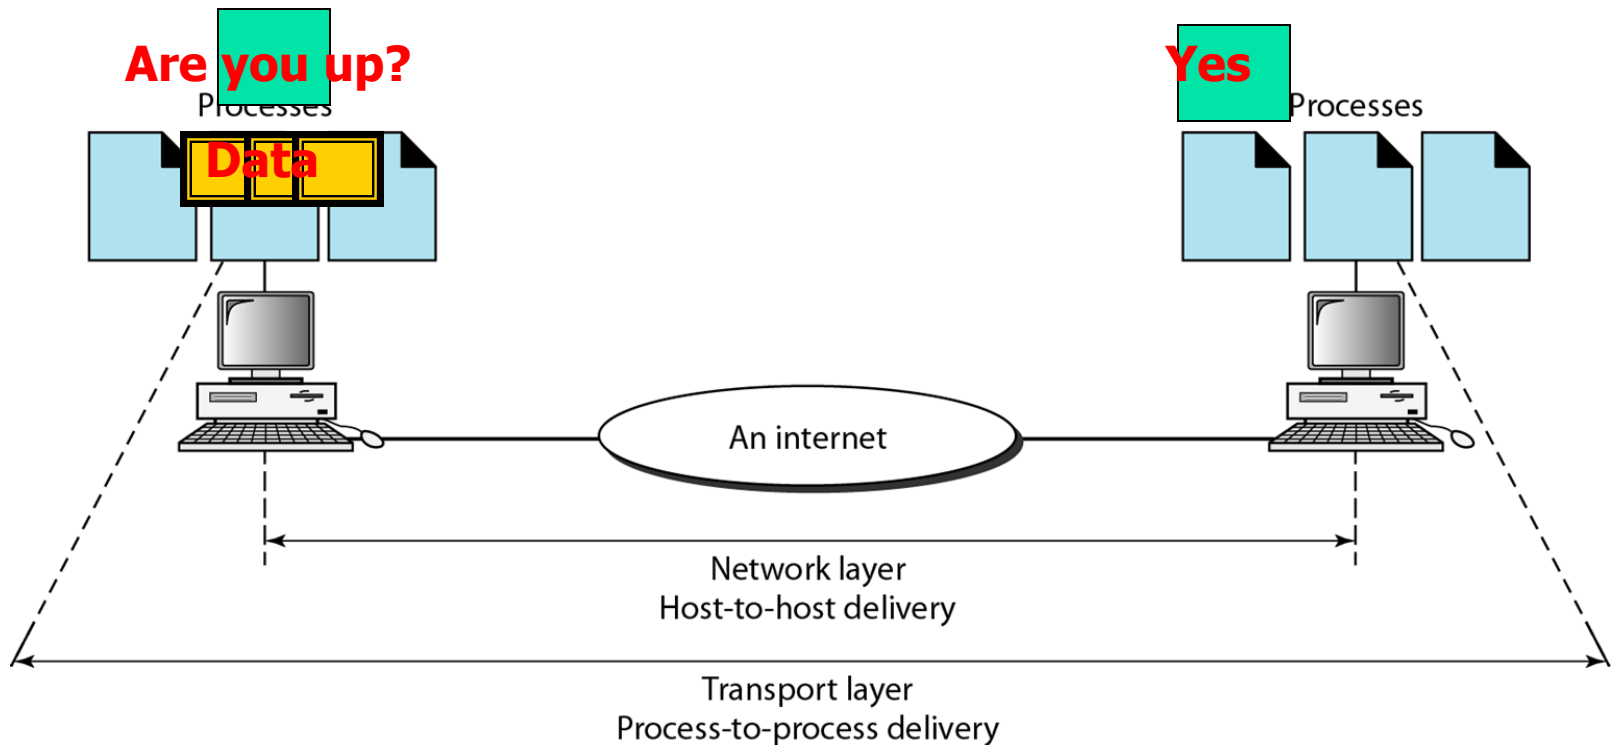 Are you up?
Yes
Processes
Processes
Data
An internet
Network layer
Host-to-host delivery
Transport layer
Process-to-process delivery